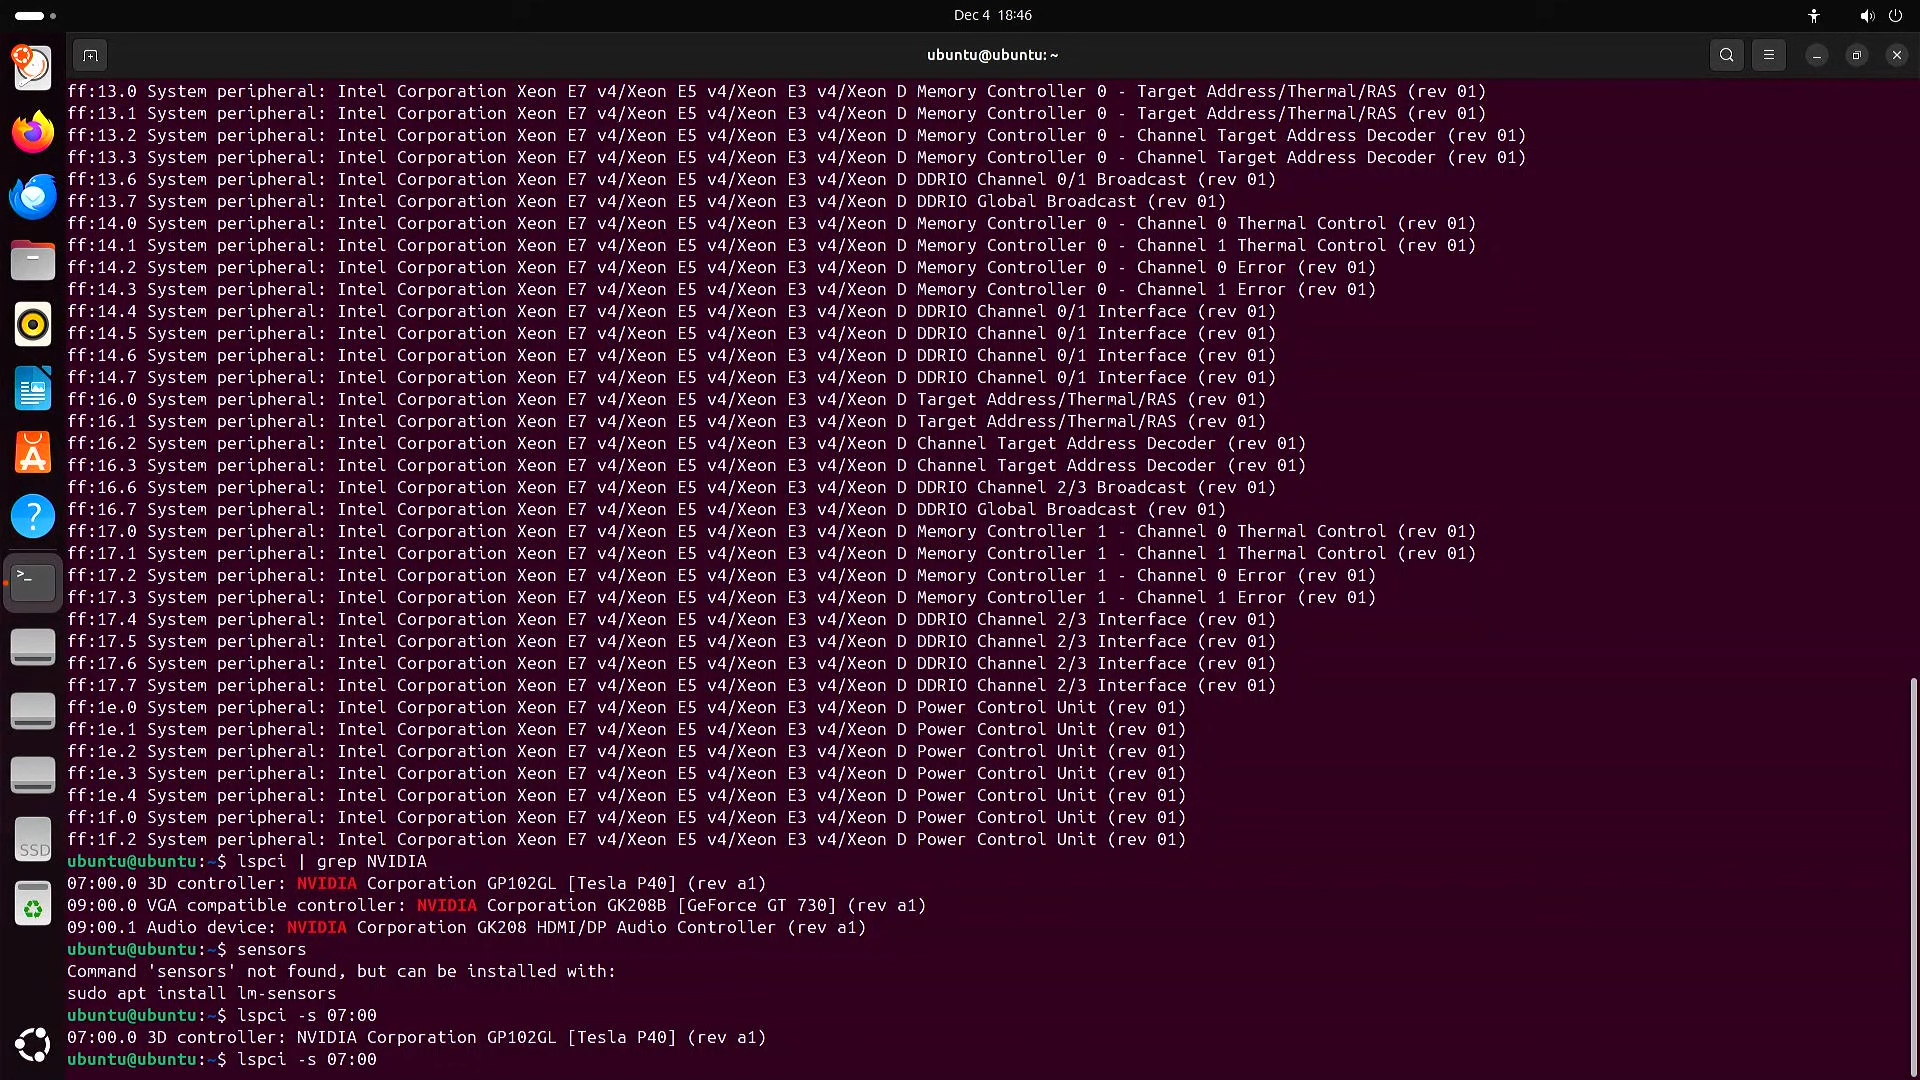 Dec 4 18:46
ubuntu@ubuntu: ~
ff:13.0 System peripheral: Intel Corporation Xeon E7 v4/Xeon E5 v4/Xeon E3 v4/Xeon D Memory Controller 0 - Target Address/Thermal/RAS (rev 01)
ff:13.1 System peripheral: Intel Corporation Xeon E7 v4/Xeon E5 v4/Xeon E3 v4/Xeon D Memory Controller 0 - Target Address/Thermal/RAS (rev 01)
ff:13.2 System peripheral: Intel Corporation Xeon E7 v4/Xeon E5 v4/Xeon E3 v4/Xeon D Memory Controller 0 - Channel Target Address Decoder (rev 01)
ff:13.3 System peripheral: Intel Corporation Xeon E7 v4/Xeon E5 v4/Xeon E3 v4/Xeon D Memory Controller 0 - Channel Target Address Decoder (rev 01)
ff:13.6 System peripheral: Intel Corporation Xeon E7 v4/Xeon E5 v4/Xeon E3 v4/Xeon D DDRIO Channel 0/1 Broadcast (rev 01)
ff:13.7 System peripheral: Intel Corporation Xeon E7 v4/Xeon E5 v4/Xeon E3 v4/Xeon D DDRIO Global Broadcast (rev 01)
ff:14.0 System peripheral: Intel Corporation Xeon E7 v4/Xeon E5 v4/Xeon E3 v4/Xeon D Memory Controller 0 - Channel 0 Thermal Control (rev 01)
ff:14.1 System peripheral: Intel Corporation Xeon E7 v4/Xeon E5 v4/Xeon E3 v4/Xeon D Memory Controller 0 - Channel 1 Thermal Control (rev 01)
ff:14.2 System peripheral: Intel Corporation Xeon E7 v4/Xeon E5 v4/Xeon E3 v4/Xeon D Memory Controller 0 - Channel 0 Error (rev 01)
ff:14.3 System peripheral: Intel Corporation Xeon E7 v4/Xeon E5 v4/Xeon E3 v4/Xeon D Memory Controller 0 - Channel 1 Error (rev 01)
ff:14.4 System peripheral: Intel Corporation Xeon E7 v4/Xeon E5 v4/Xeon E3 v4/Xeon D DDRIO Channel 0/1 Interface (rev 01)
ff:14.5 System peripheral: Intel Corporation Xeon E7 v4/Xeon E5 v4/Xeon E3 v4/Xeon D DDRIO Channel 0/1 Interface (rev 01)
ff:14.6 System peripheral: Intel Corporation Xeon E7 v4/Xeon E5 v4/Xeon E3 v4/Xeon D DDRIO Channel 0/1 Interface (rev 01)
ff:14.7 System peripheral: Intel Corporation Xeon E7 v4/Xeon E5 v4/Xeon E3 v4/Xeon D DDRIO Channel 0/1 Interface (rev 01)
ff:16.0 System peripheral: Intel Corporation Xeon E7 v4/Xeon E5 v4/Xeon E3 v4/Xeon D Target Address/Thermal/RAS (rev 01)
ff:16.1 System peripheral: Intel Corporation Xeon E7 v4/Xeon E5 v4/Xeon E3 v4/Xeon D Target Address/Thermal/RAS (rev 01)
ff:16.2 System peripheral: Intel Corporation Xeon E7 v4/Xeon E5 v4/Xeon E3 v4/Xeon D Channel Target Address Decoder (rev 01)
ff:16.3 System peripheral: Intel Corporation Xeon E7 v4/Xeon E5 v4/Xeon E3 v4/Xeon D Channel Target Address Decoder (rev 01)
ff:16.6 System peripheral: Intel Corporation Xeon E7 v4/Xeon E5 v4/Xeon E3 v4/Xeon D DDRIO Channel 2/3 Broadcast (rev 01)
ff:16.7 System peripheral: Intel Corporation Xeon E7 v4/Xeon E5 v4/Xeon E3 v4/Xeon D DDRIO Global Broadcast (rev 01)
ff:17.0 System peripheral: Intel Corporation Xeon E7 v4/Xeon E5 v4/Xeon E3 v4/Xeon D Memory Controller 1 - Channel 0 Thermal Control (rev 01)
ff:17.1 System peripheral: Intel Corporation Xeon E7 v4/Xeon E5 v4/Xeon E3 v4/Xeon D Memory Controller 1 - Channel 1 Thermal Control (rev 01)
ff:17.2 System peripheral: Intel Corporation Xeon E7 v4/Xeon E5 v4/Xeon E3 v4/Xeon D Memory Controller 1 - Channel 0 Error (rev 01)
ff:17.3 System peripheral: Intel Corporation Xeon E7 v4/Xeon E5 v4/Xeon E3 v4/Xeon D Memory Controller 1 - Channel 1 Error (rev 01)
ff:17.4 System peripheral: Intel Corporation Xeon E7 v4/Xeon E5 v4/Xeon E3 v4/Xeon D DDRIO Channel 2/3 Interface (rev 01)
ff:17.5 System peripheral: Intel Corporation Xeon E7 v4/Xeon E5 v4/Xeon E3 v4/Xeon D DDRIO Channel 2/3 Interface (rev 01)
ff:17.6 System peripheral: Intel Corporation Xeon E7 v4/Xeon E5 v4/Xeon E3 v4/Xeon D DDRIO Channel 2/3 Interface (rev 01)
ff:17.7 System peripheral: Intel Corporation Xeon E7 v4/Xeon E5 v4/Xeon E3 v4/Xeon D DDRIO Channel 2/3 Interface (rev 01)
ff:1e.0 System peripheral: Intel Corporation Xeon E7 v4/Xeon E5 v4/Xeon E3 v4/Xeon D Power Control Unit (rev 01)
ff:1e.1 System peripheral: Intel Corporation Xeon E7 v4/Xeon E5 v4/Xeon E3 v4/Xeon D Power Control Unit (rev 01)
ff:1e.2 System peripheral: Intel Corporation Xeon E7 v4/Xeon E5 v4/Xeon E3 v4/Xeon D Power Control Unit (rev 01)
ff:1e.3 System peripheral: Intel Corporation Xeon E7 v4/Xeon E5 v4/Xeon E3 v4/Xeon D Power Control Unit (rev 01)
ff:1e.4 System peripheral: Intel Corporation Xeon E7 v4/Xeon E5 v4/Xeon E3 v4/Xeon D Power Control Unit (rev 01)
ff:1f.0 System peripheral: Intel Corporation Xeon E7 v4/Xeon E5 v4/Xeon E3 v4/Xeon D Power Control Unit (rev 01)
ff:1f.2 System peripheral: Intel Corporation Xeon E7 v4/Xeon E5 v4/Xeon E3 v4/Xeon D Power Control Unit (rev 01)
ubuntu@ubuntu:~$ lspci | grep NVIDIA
07:00.0 3D controller: NVIDIA Corporation GP102GL [Tesla P40] (rev a1)
09:00.0 VGA compatible controller: NVIDIA Corporation GK208B [GeForce GT 730] (rev a1)
09:00.1 Audio device: NVIDIA Corporation GK208 HDMI/DP Audio Controller (rev a1)
ubuntu@ubuntu:~$ sensors
Command 'sensors' not found, but can be installed with:
sudo apt install lm-sensors
ubuntu@ubuntu:~$ lspci -s 07:00
07:00.0 3D controller: NVIDIA Corporation GP102GL [Tesla P40] (rev a1)
ubuntu@ubuntu:~$ lspci -s 07:00
SSD